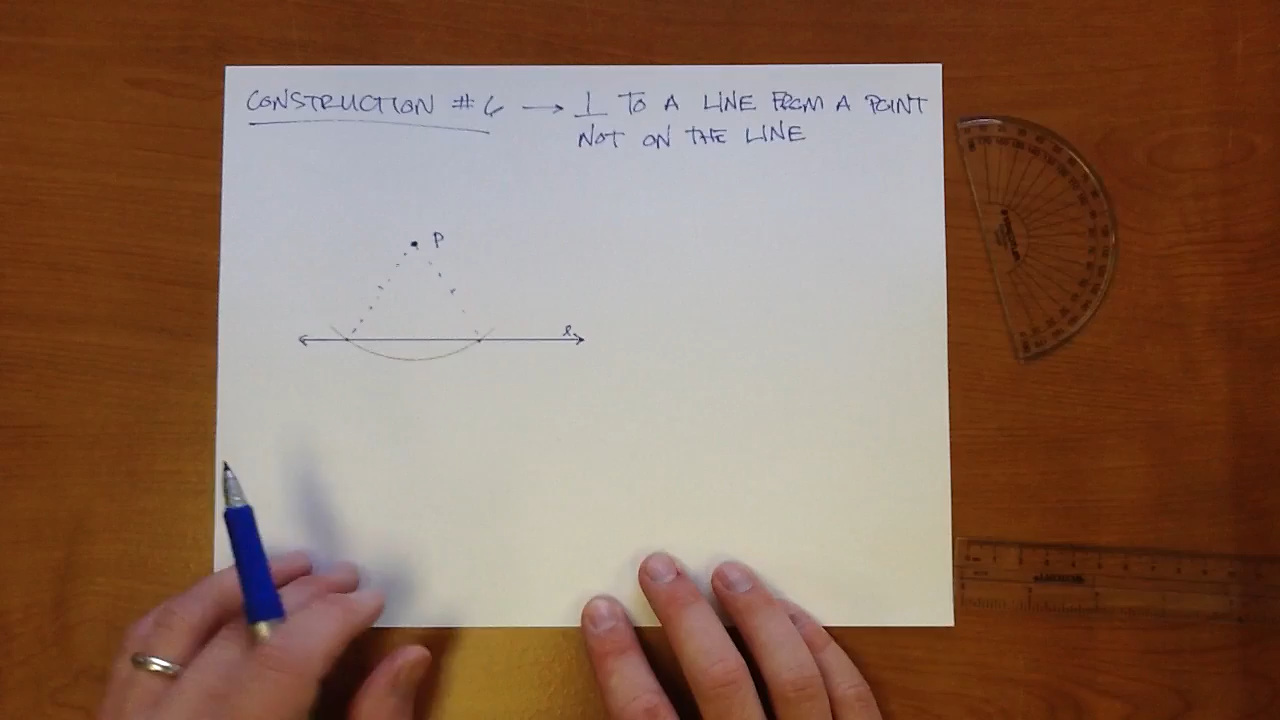 CONSTRUCTION #6 → ⊥ TO A LINE FROM A POINT
NOT ON THE LINE
P
ℓ